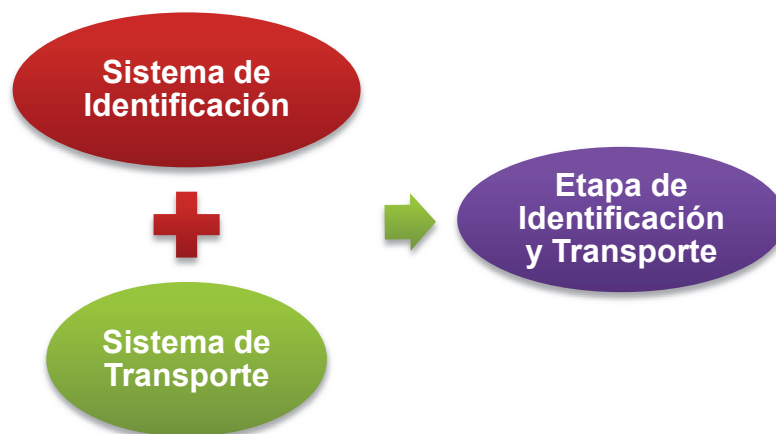 Sistema de
Identificación
Sistema de
Transporte
Etapa de
Identificación
y Transporte